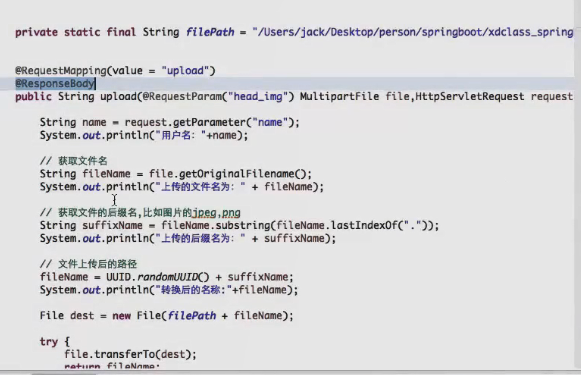 private static final String filePath = "/Users/jack/Desktop/person/springboot/xdclass_spring
@RequestMapping(value = "upload")
@ResponseBody
public String upload(@RequestParam("head_img") MultipartFile file,HttpServletRequest request
String name = request.getParameter("name");
System.out.println("用户名："+name);
// 获取文件名
String fileName = file.getOriginalFilename();
System.out.println("上传的文件名为：" + fileName);
// 获取文件的后缀名,比如图片的jpeg,png
String suffixName = fileName.substring(fileName.lastIndexOf("."));
System.out.println("上传的后缀名为：" + suffixName);
// 文件上传后的路径
fileName = UUID.randomUUID() + suffixName;
System.out.println("转换后的名称:"+fileName);
File dest = new File(filePath + fileName);
try {
file.transferTo(dest);
return fileName;